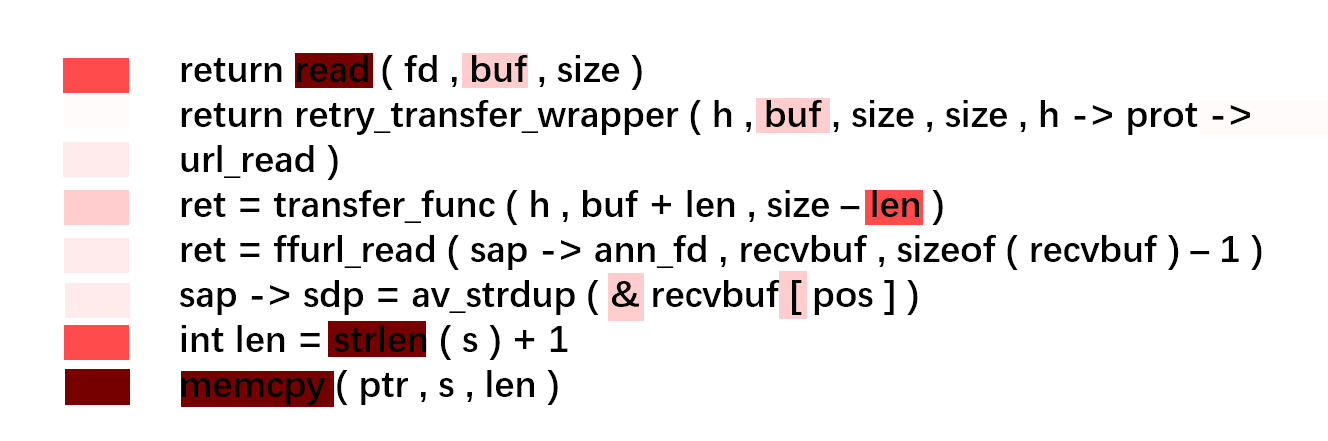 return read ( fd , buf , size )
return retry_transfer_wrapper ( h , buf , size , size , h -> prot ->
url_read )
ret = transfer_func ( h , buf + len , size – len )
ret = ffurl_read ( sap -> ann_fd , recvbuf , sizeof ( recvbuf ) – 1 )
sap -> sdp = av_strdup ( & recvbuf [ pos ] )
int len = strlen ( s ) + 1
memcpy ( ptr , s , len )